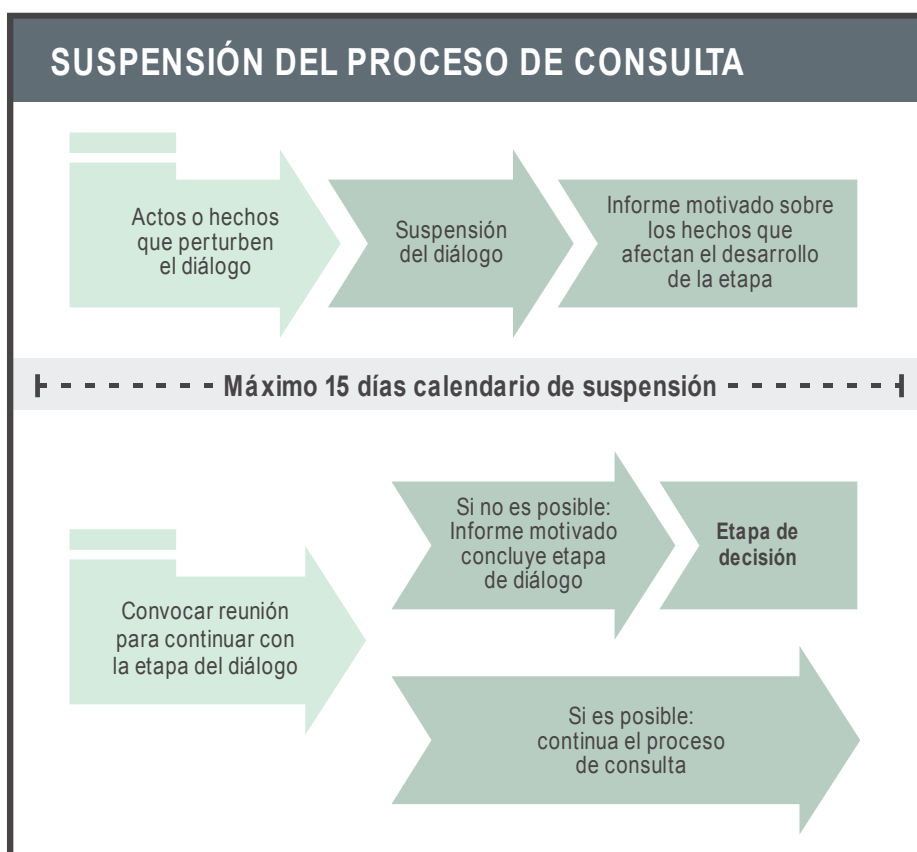 SUSPENSIÓN DEL PROCESO DE CONSULTA
Actos o hechos
que perturben
el diálogo
Suspensión
del diálogo
Informe motivado sobre
los hechos que
afectan el desarrollo
de la etapa
Máximo 15 días calendario de suspensión
Convocar reunión
para continuar con
la etapa del diálogo
Si no es posible:
Informe motivado
concluye etapa
de diálogo
Etapa de
decisión
Si es posible:
continua el proceso
de consulta